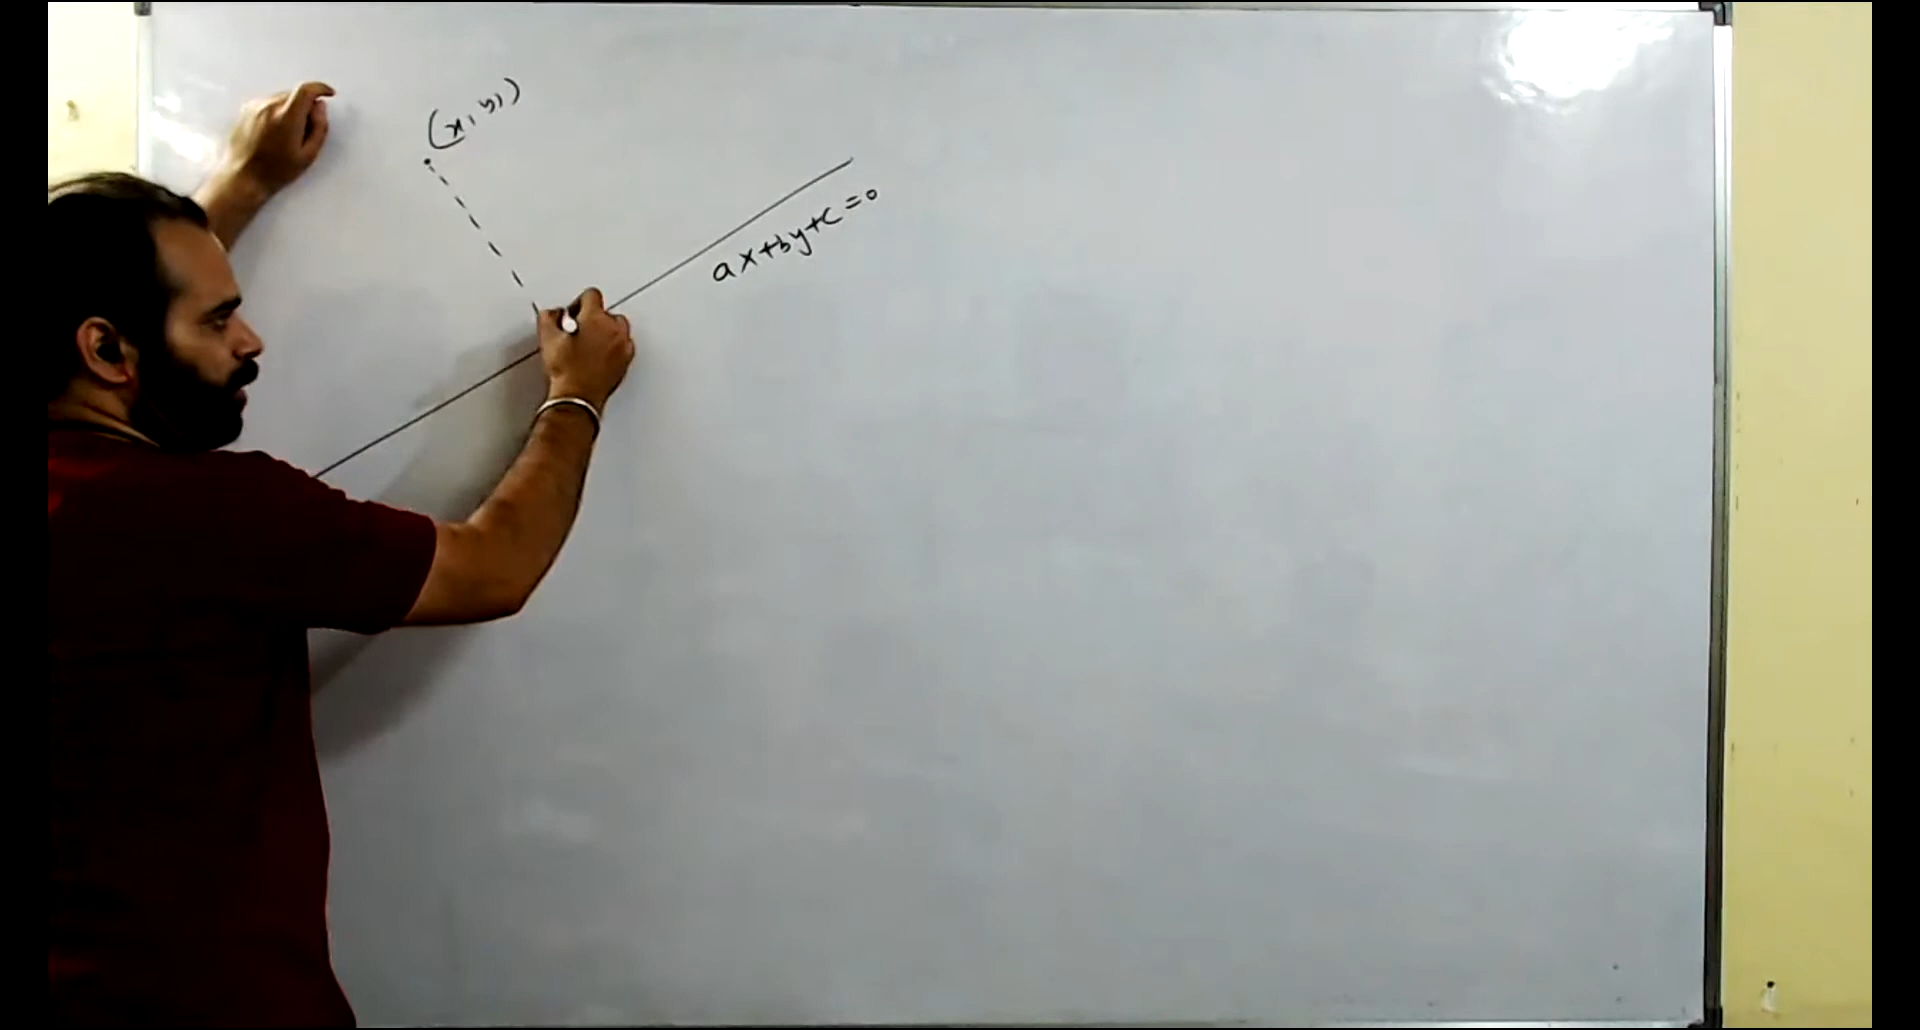 (x₁, y₁)
ax+by+c=0